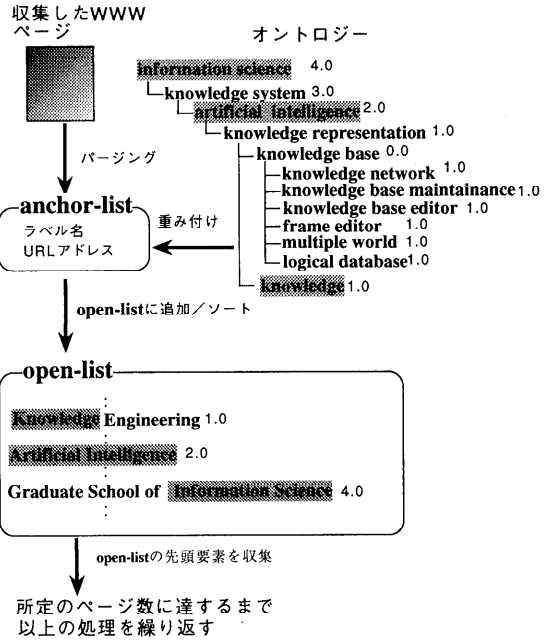 収集したWWW
ページ
オントロジー
information science 4.0
knowledge system 3.0
artificial intelligence 2.0
knowledge representation 1.0
knowledge base 0.0
knowledge network 1.0
knowledge base maintainance 1.0
knowledge base editor 1.0
frame editor 1.0
multiple world 1.0
logical database 1.0
knowledge 1.0
パージング
anchor-list
ラベル名
URLアドレス
重み付け
open-listに追加／ソート
open-list
Knowledge Engineering 1.0
Artificial Intelligence 2.0
Graduate School of Information Science 4.0
open-listの先頭要素を収集
所定のページ数に達するまで
以上の処理を繰り返す